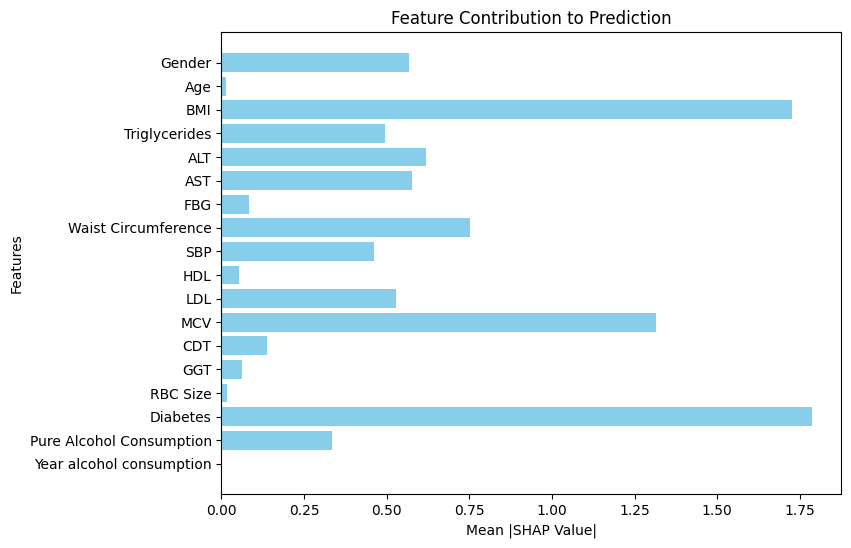 Feature Contribution to Prediction
Features
Gender
Age
BMI
Triglycerides
ALT
AST
FBG
Waist Circumference
SBP
HDL
LDL
MCV
CDT
GGT
RBC Size
Diabetes
Pure Alcohol Consumption
Year alcohol consumption
0.00 0.25 0.50 0.75 1.00 1.25 1.50 1.75
Mean |SHAP Value|